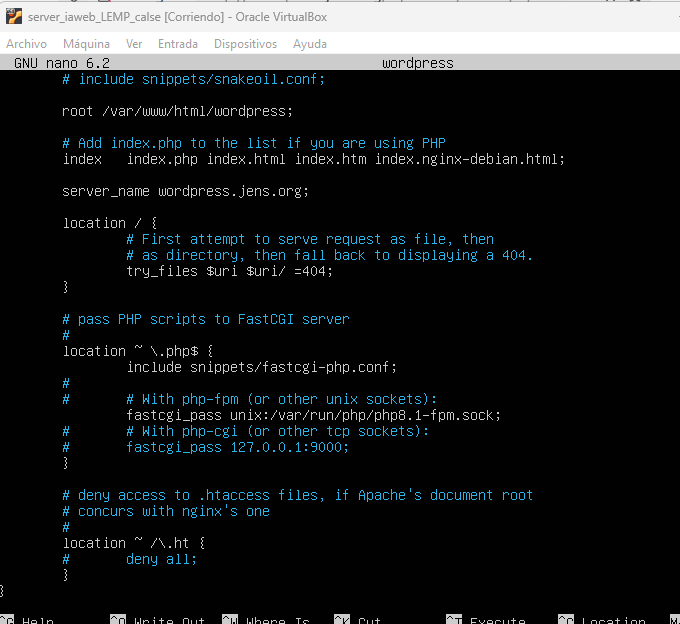 server_iaweb_LEMP_calse [Corriendo] - Oracle VirtualBox
Archivo Máquina Ver Entrada Dispositivos Ayuda
GNU nano 6.2 wordpress
# include snippets/snakeoil.conf;
root /var/www/html/wordpress;
# Add index.php to the list if you are using PHP
index index.php index.html index.htm index.nginx-debian.html;
server_name wordpress.jens.org;
location / {
# First attempt to serve request as file, then
# as directory, then fall back to displaying a 404.
try_files $uri $uri/ =404;
}
# pass PHP scripts to FastCGI server
#
location ~ \.php$ {
include snippets/fastcgi-php.conf;
#
# # With php-fpm (or other unix sockets):
fastcgi_pass unix:/var/run/php/php8.1-fpm.sock;
# # With php-cgi (or other tcp sockets):
# fastcgi_pass 127.0.0.1:9000;
}
# deny access to .htaccess files, if Apache's document root
# concurs with nginx's one
#
location ~ /\.ht {
# deny all;
}
}
^G Help ^O Write Out ^W Where Is ^K Cut ^T Execute ^C Location M-